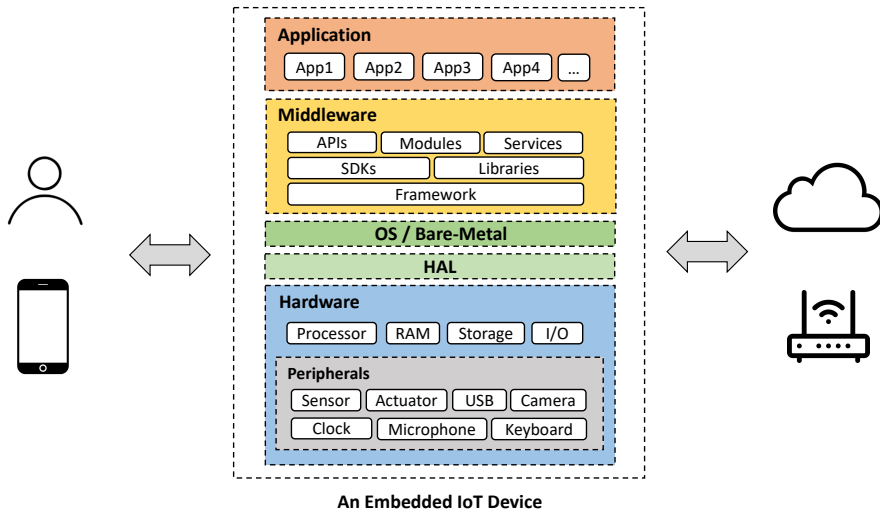 Application
App1 App2 App3 App4 ...
Middleware
APIs Modules Services
SDKs Libraries
Framework
OS / Bare-Metal
HAL
Hardware
Processor RAM Storage I/O
Peripherals
Sensor Actuator USB Camera
Clock Microphone Keyboard
An Embedded IoT Device